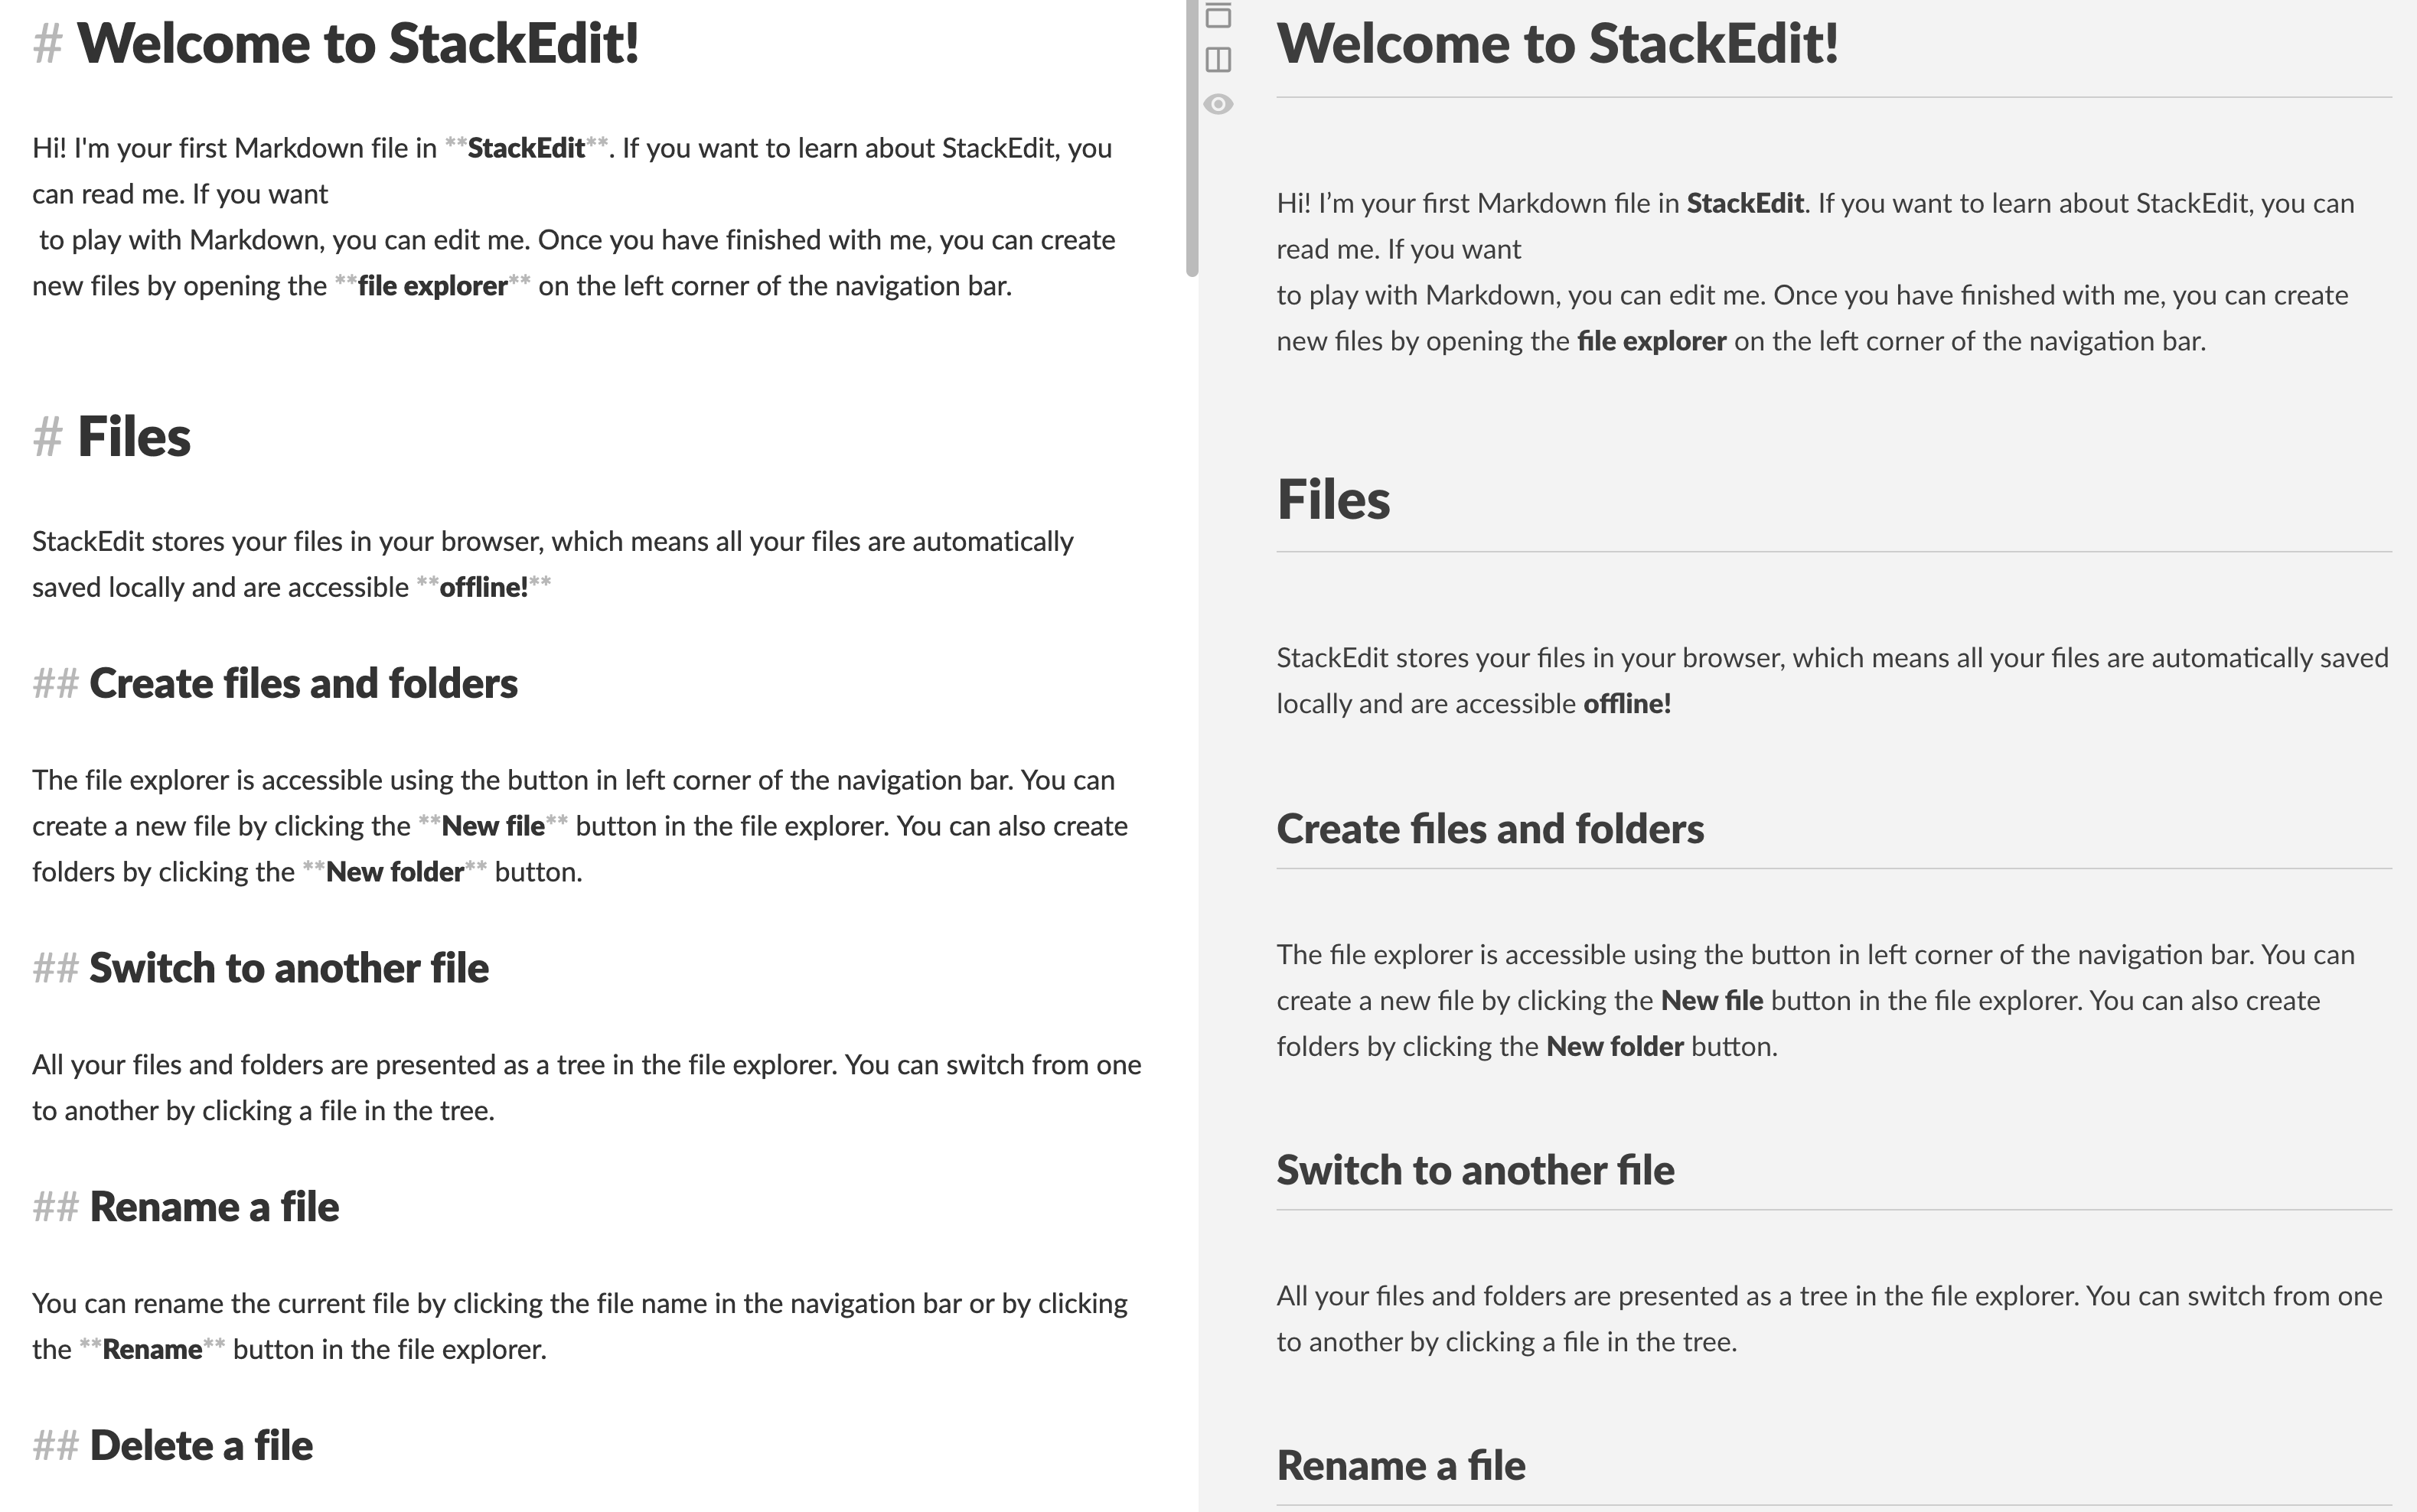 # Welcome to StackEdit!
Hi! I'm your first Markdown file in **StackEdit**. If you want to learn about StackEdit, you
can read me. If you want
to play with Markdown, you can edit me. Once you have finished with me, you can create
new files by opening the **file explorer** on the left corner of the navigation bar.
# Files
StackEdit stores your files in your browser, which means all your files are automatically
saved locally and are accessible **offline!**
## Create files and folders
The file explorer is accessible using the button in left corner of the navigation bar. You can
create a new file by clicking the **New file** button in the file explorer. You can also create
folders by clicking the **New folder** button.
## Switch to another file
All your files and folders are presented as a tree in the file explorer. You can switch from one
to another by clicking a file in the tree.
## Rename a file
You can rename the current file by clicking the file name in the navigation bar or by clicking
the **Rename** button in the file explorer.
## Delete a file
Welcome to StackEdit!
Hi! I’m your first Markdown file in StackEdit. If you want to learn about StackEdit, you can
read me. If you want
to play with Markdown, you can edit me. Once you have finished with me, you can create
new files by opening the file explorer on the left corner of the navigation bar.
Files
StackEdit stores your files in your browser, which means all your files are automatically saved
locally and are accessible offline!
Create files and folders
The file explorer is accessible using the button in left corner of the navigation bar. You can
create a new file by clicking the New file button in the file explorer. You can also create
folders by clicking the New folder button.
Switch to another file
All your files and folders are presented as a tree in the file explorer. You can switch from one
to another by clicking a file in the tree.
Rename a file